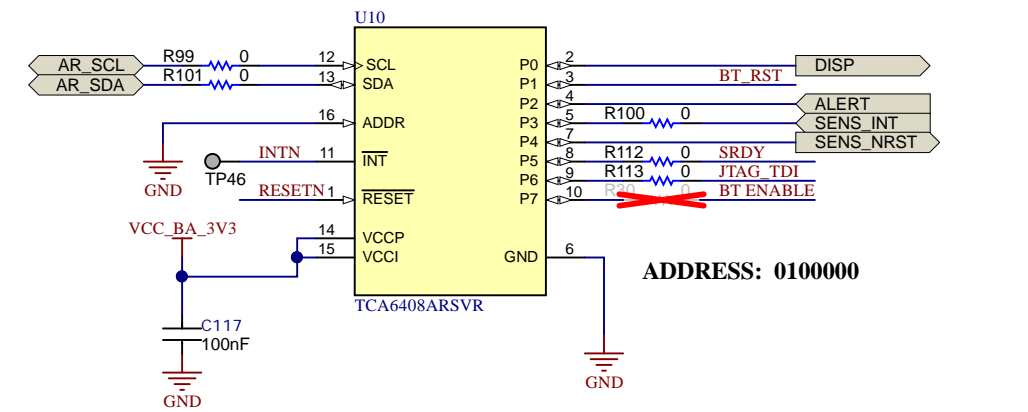 U10
AR_SCL R99 0 12 SCL P0 2 DISP
AR_SDA R101 0 13 SDA P1 3 BT_RST
P2 4 ALERT
16 ADDR P3 5 R100 0 SENS_INT
P4 7 SENS_NRST
TP46 INTN 11 INT P5 8 R112 0 SRDY
GND
P6 9 R113 0 JTAG_TDI
RESETN 1 RESET P7 10 R30 0 BT ENABLE
VCC_BA_3V3
14 VCCP
15 VCCI GND 6
ADDRESS: 0100000
TCA6408ARSVR
C117
100nF
GND
GND